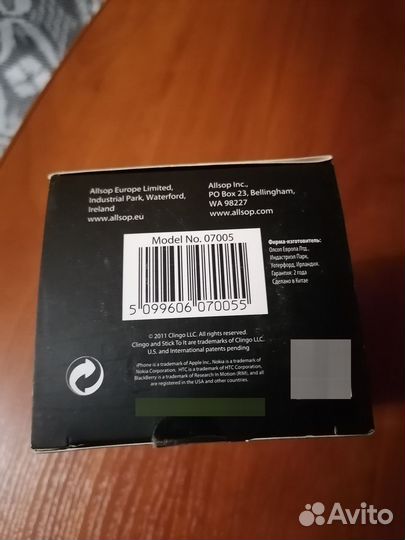 Allsop Europe Limited,
Industrial Park, Waterford,
Ireland
www.allsop.eu
Allsop Inc.,
PO Box 23, Bellingham,
WA 98227
www.allsop.com
Model No. 07005
5 099606 070055
Фирма-изготовитель:
Олсоп Европа Лтд.,
Индастриал Парк,
Уотерфорд, Ирландия.
Гарантия: 2 года
Сделано в Китае
© 2011 Clingo LLC. All rights reserved.
Clingo and Stick To It are trademarks of Clingo LLC.
U.S. and International patents pending
iPhone is a trademark of Apple Inc., Nokia is a trademark of
Nokia Corporation, HTC is a trademark of HTC Corporation,
BlackBerry is a trademark of Research in Motion (RIM), and all
are registered in the USA and other countries.
Avito